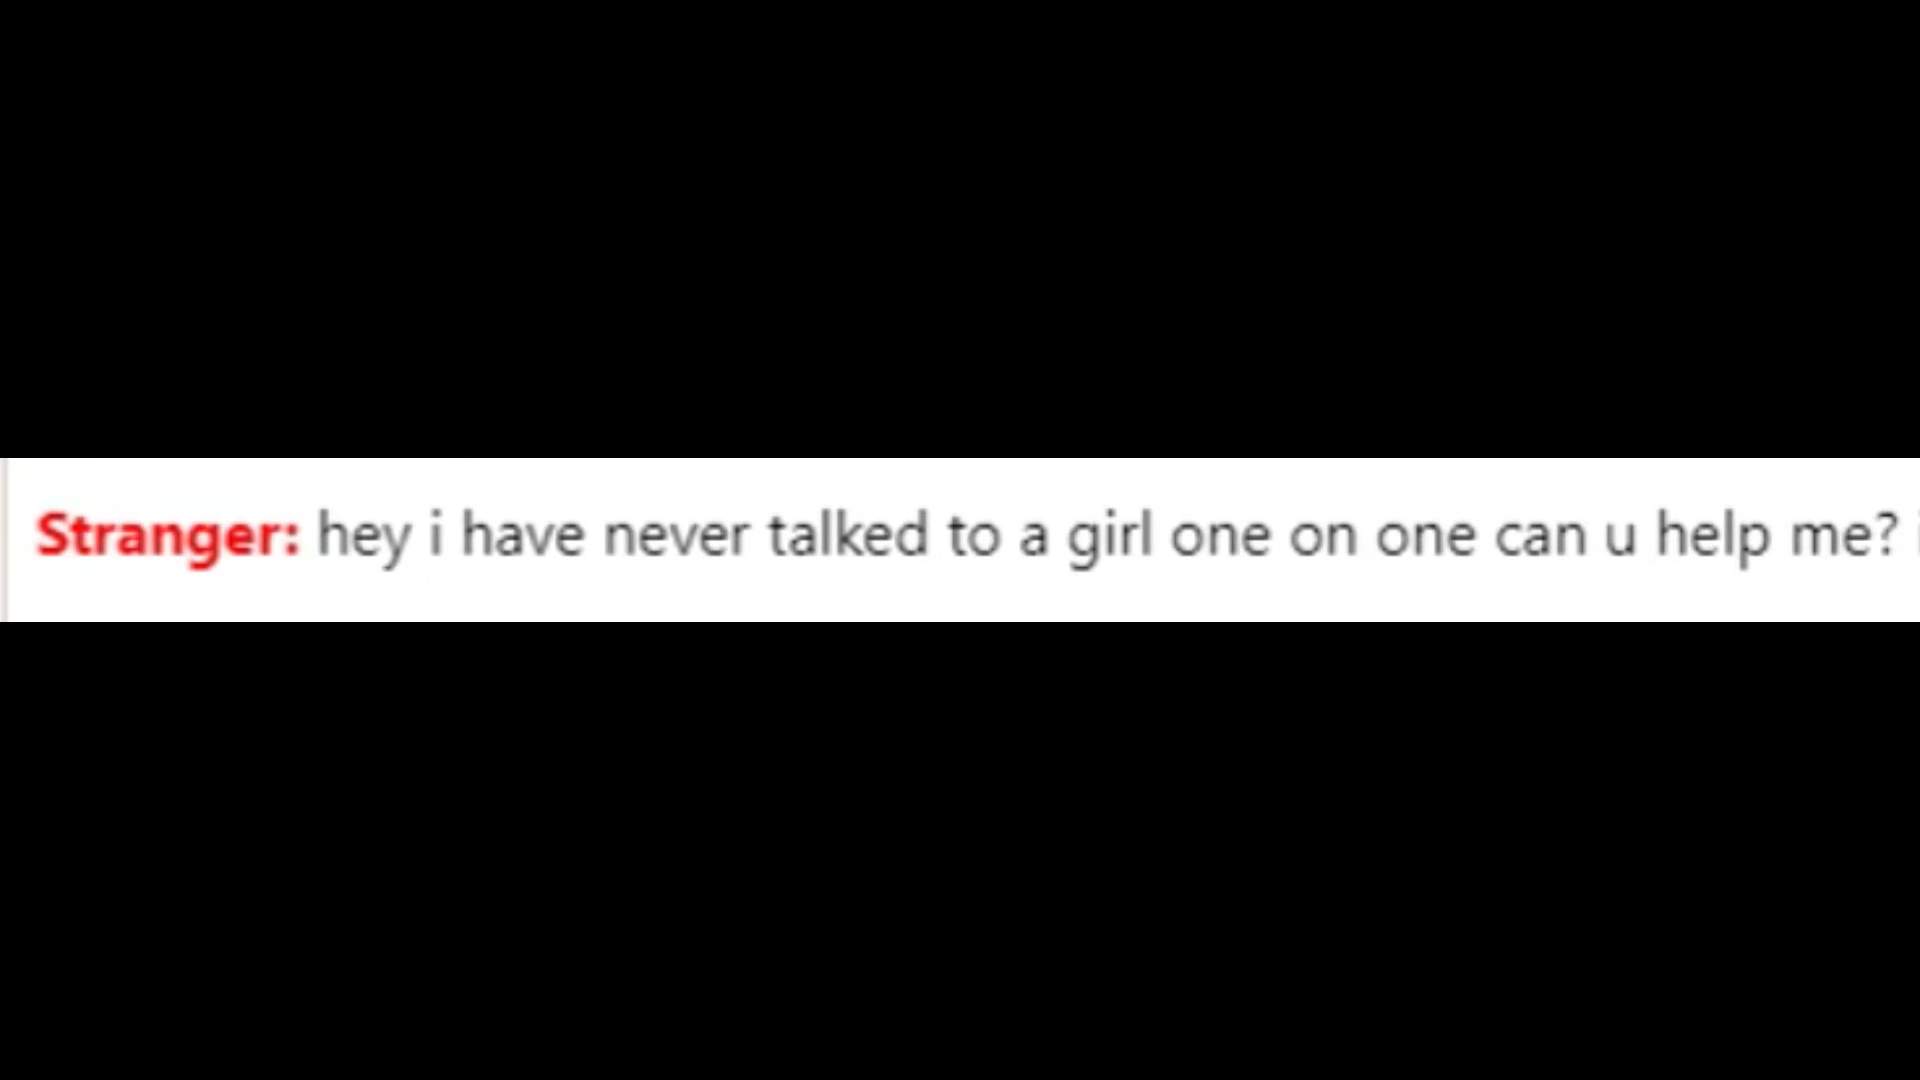 Stranger: hey i have never talked to a girl one on one can u help me?